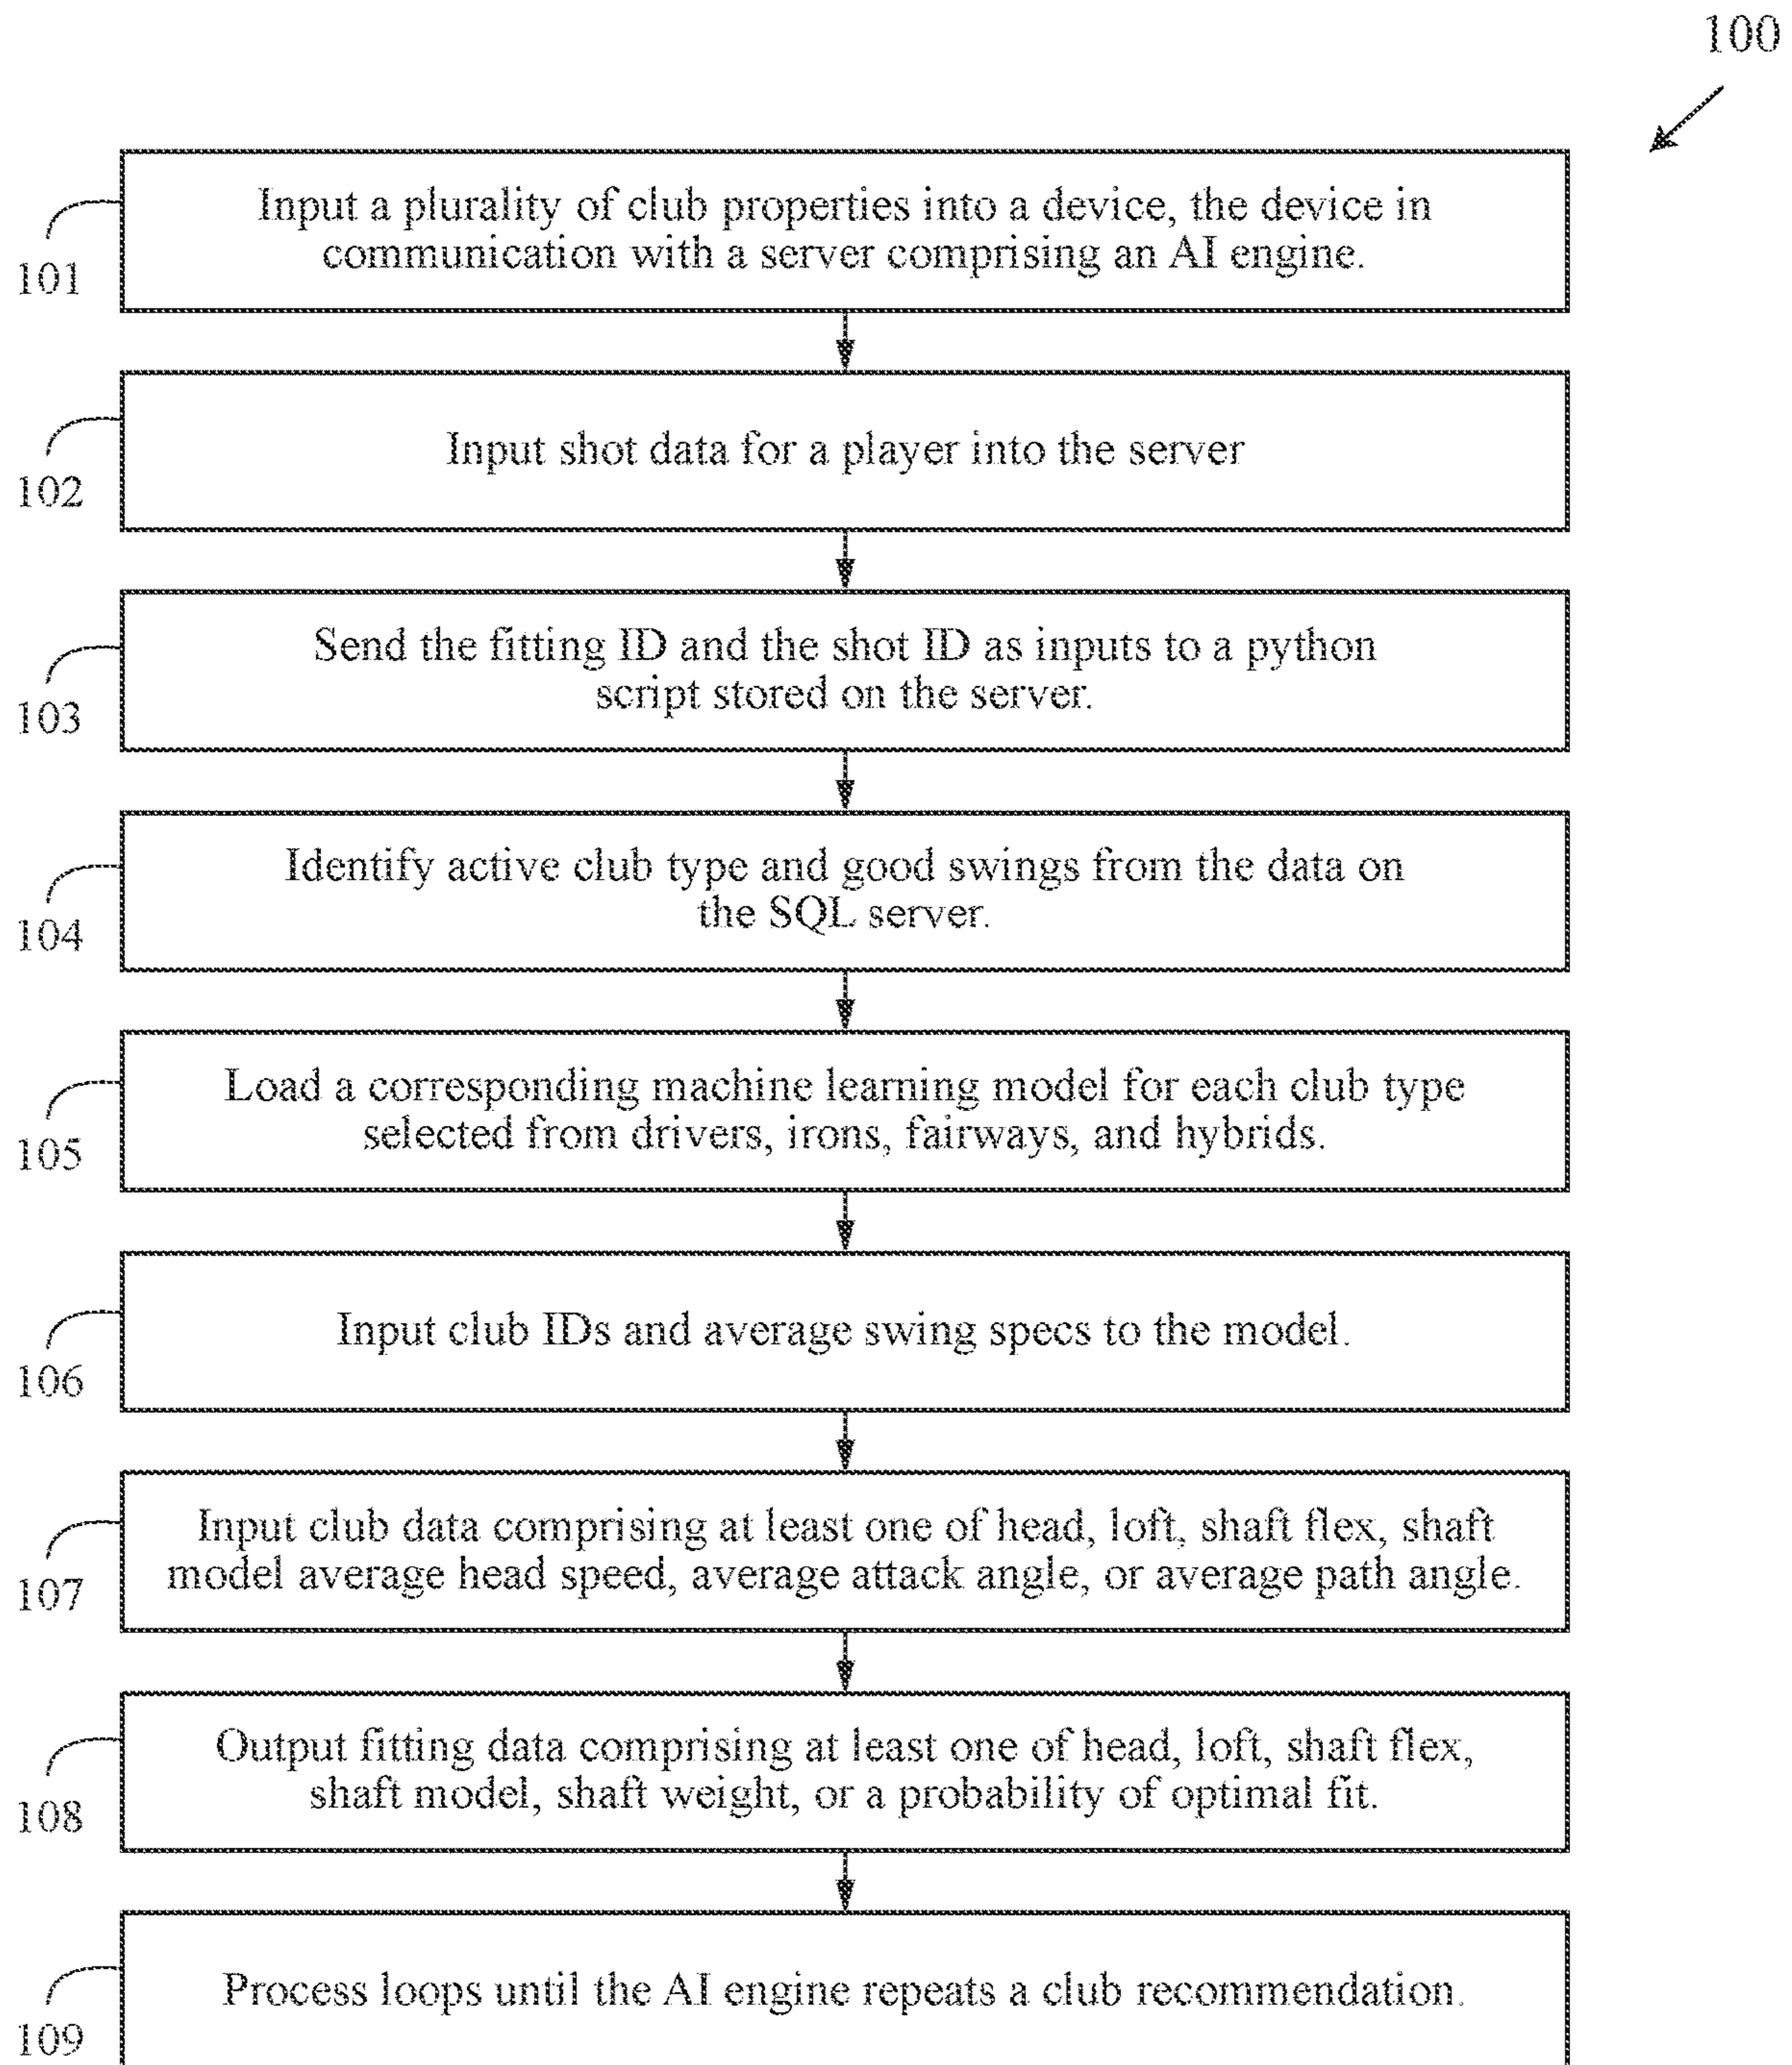 100
Input a plurality of club properties into a device, the device in
communication with a server comprising an AI engine.
101
Input shot data for a player into the server
102
Send the fitting ID and the shot ID as inputs to a python
script stored on the server.
103
Identify active club type and good swings from the data on
the SQL server.
104
Load a corresponding machine learning model for each club type
selected from drivers, irons, fairways, and hybrids.
105
Input club IDs and average swing specs to the model.
106
Input club data comprising at least one of head, loft, shaft flex, shaft
model average head speed, average attack angle, or average path angle.
107
Output fitting data comprising at least one of head, loft, shaft flex,
shaft model, shaft weight, or a probability of optimal fit.
108
Process loops until the AI engine repeats a club recommendation.
109